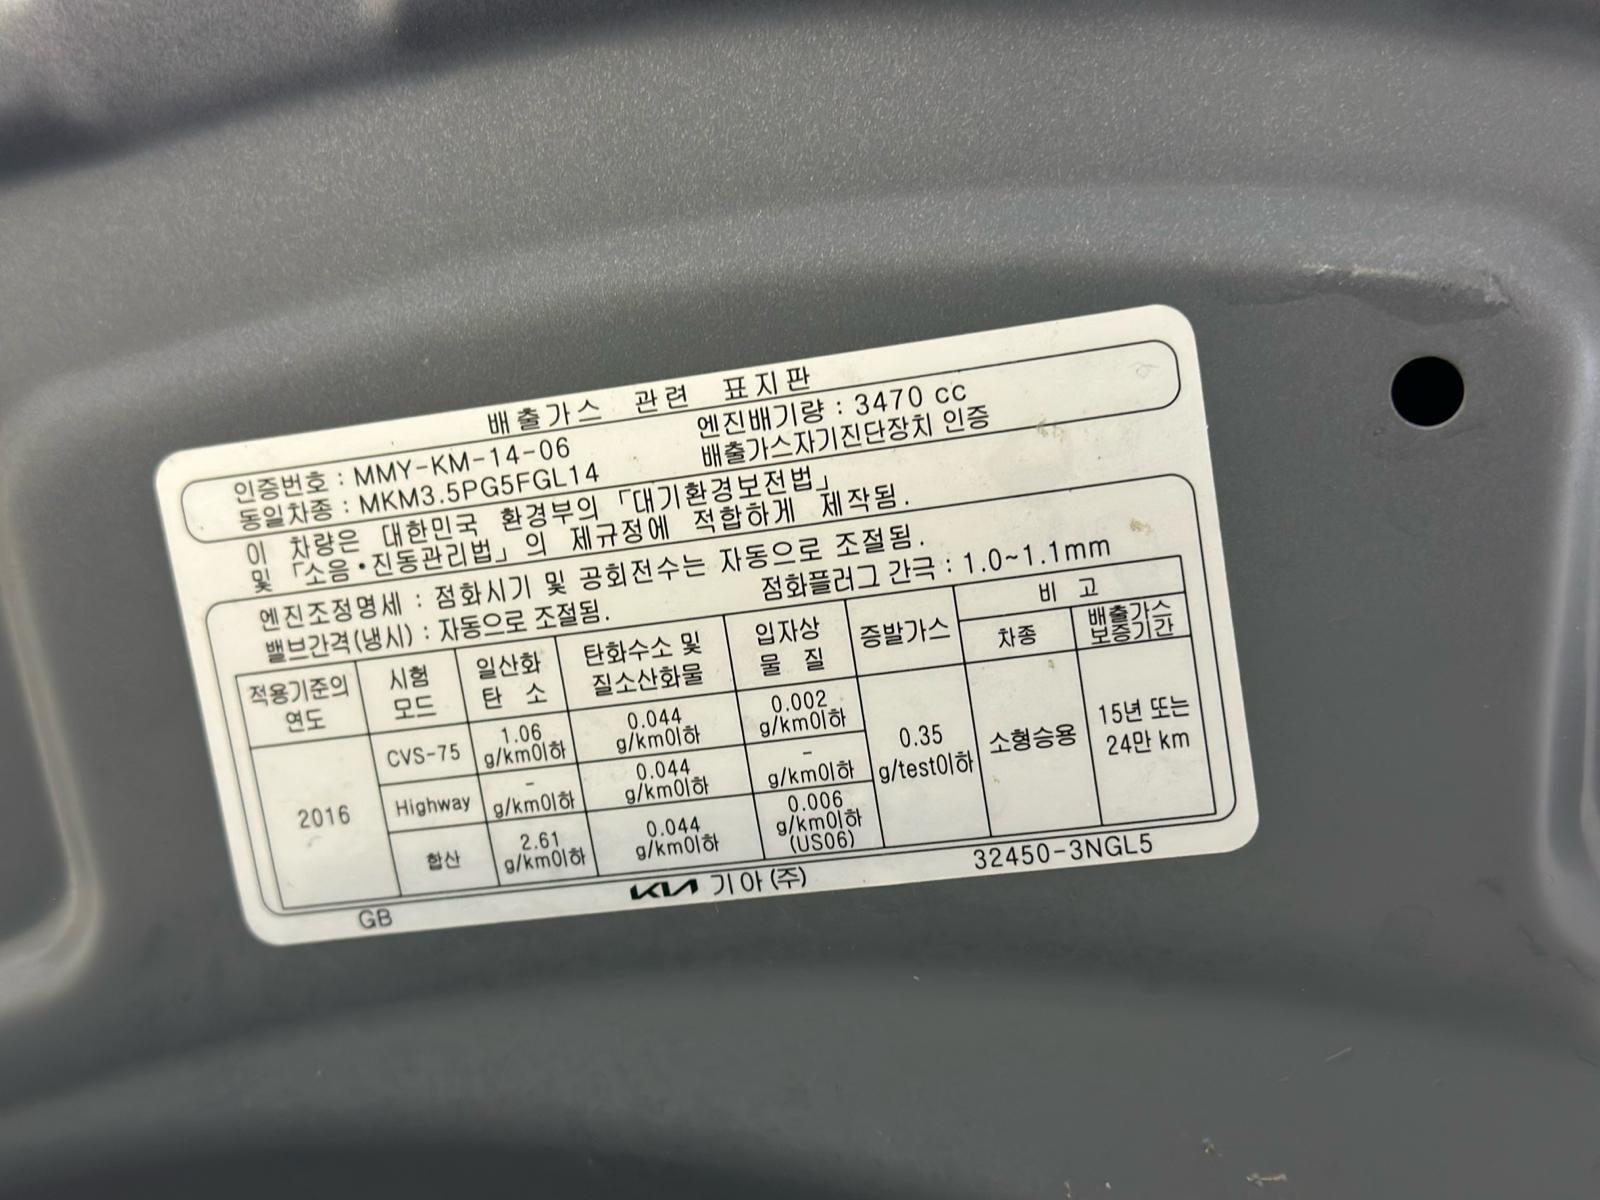 배출가스 관련 표지판
인증번호 : MMY-KM-14-06
엔진배기량 : 3470 cc
동일차종 : MKM3.5PG5FGL14
배출가스자기진단장치 인증
이 차량은 대한민국 환경부의 「대기환경보전법」
및 「소음·진동관리법」의 제규정에 적합하게 제작됨.
엔진조정명세 : 점화시기 및 공회전수는 자동으로 조절됨.
밸브간격(냉시) : 자동으로 조절됨.
점화플러그 간극 : 1.0~1.1mm
적용기준의 연도 시험 모드 일산화 탄 소 탄화수소 및 질소산화물 입자상 물 질 증발가스 비 고
차종 배출가스 보증기간
2016 CVS-75 1.06 g/km이하 0.044 g/km이하 0.002 g/km이하 0.35 g/test이하 소형승용 15년 또는 24만 km
Highway - g/km이하 0.044 g/km이하 - g/km이하
합산 2.61 g/km이하 0.044 g/km이하 0.006 g/km이하 (US06)
GB
KIA 기아(주)
32450-3NGL5